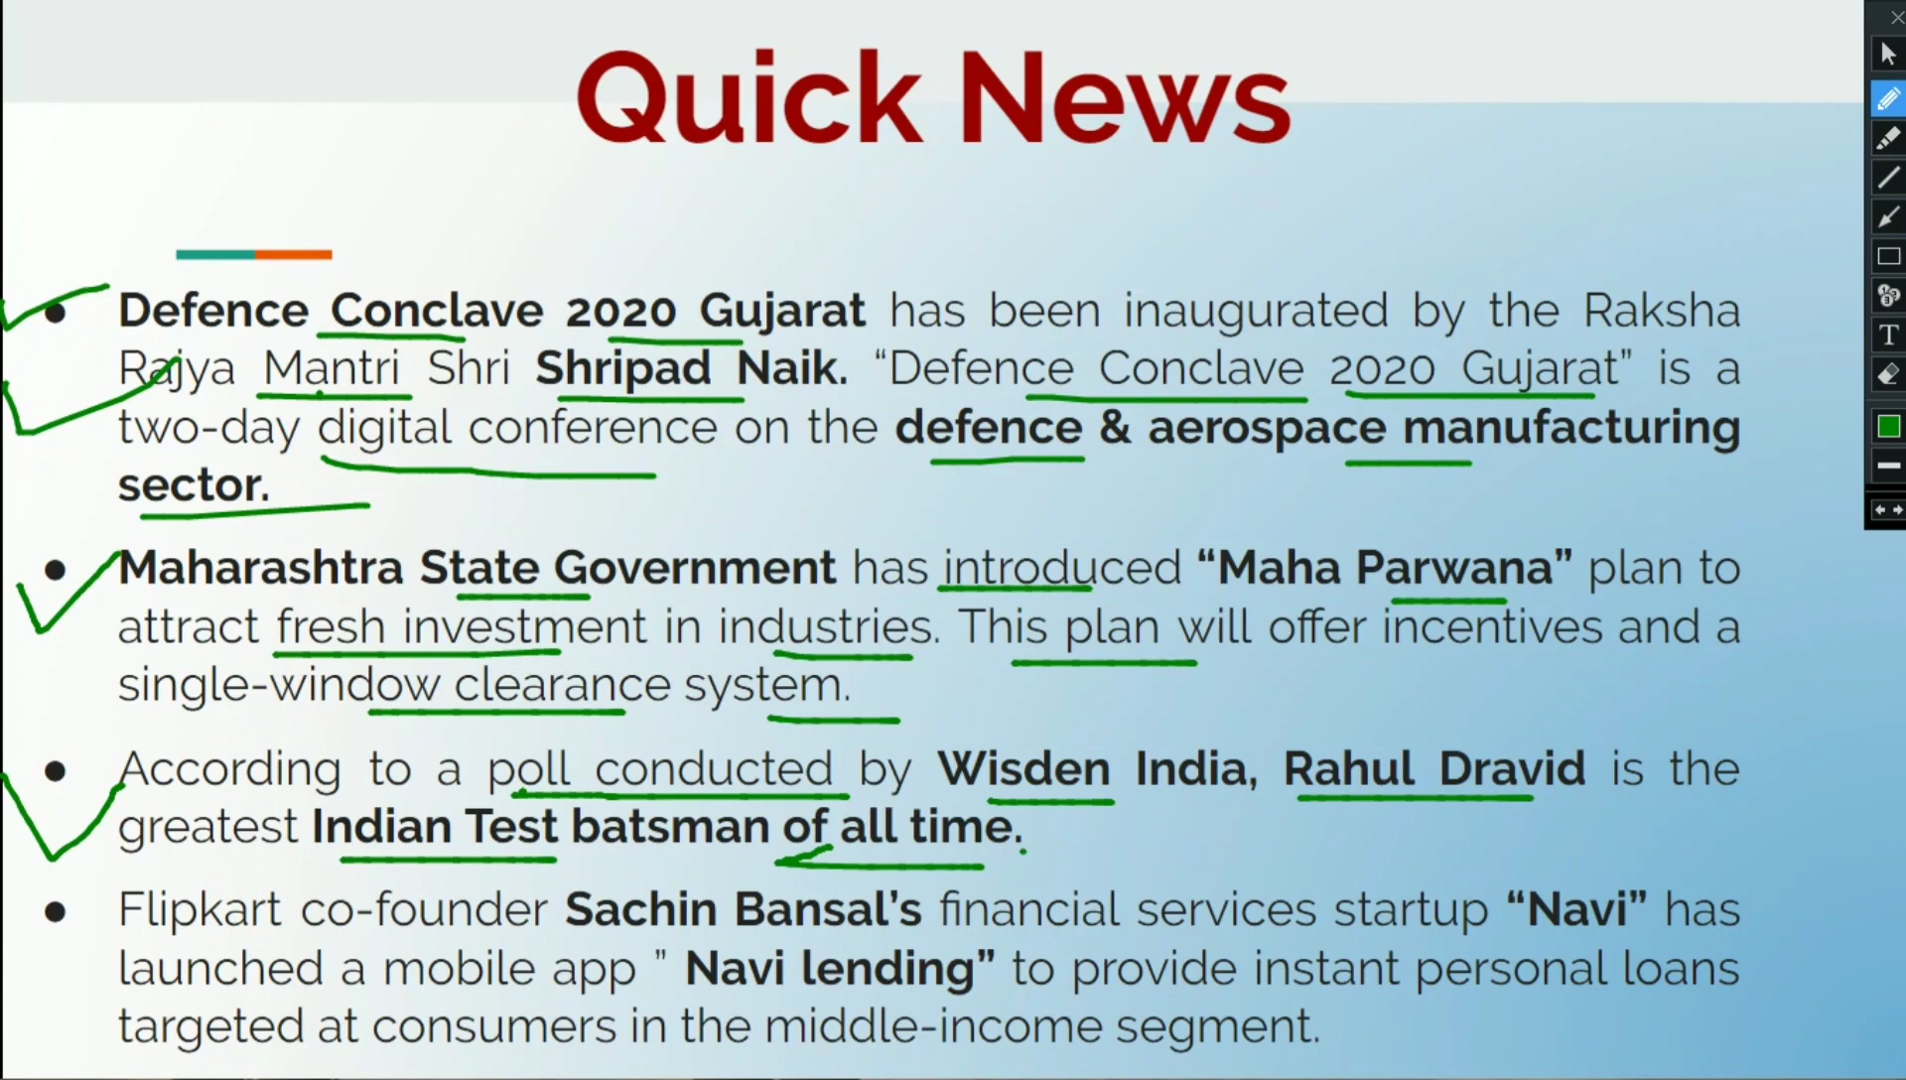 Quick News
● Defence Conclave 2020 Gujarat has been inaugurated by the Raksha
Rajya Mantri Shri Shripad Naik. “Defence Conclave 2020 Gujarat” is a
two-day digital conference on the defence & aerospace manufacturing
sector.
● Maharashtra State Government has introduced “Maha Parwana” plan to
attract fresh investment in industries. This plan will offer incentives and a
single-window clearance system.
● According to a poll conducted by Wisden India, Rahul Dravid is the
greatest Indian Test batsman of all time.
● Flipkart co-founder Sachin Bansal’s financial services startup “Navi” has
launched a mobile app ” Navi lending” to provide instant personal loans
targeted at consumers in the middle-income segment.
T